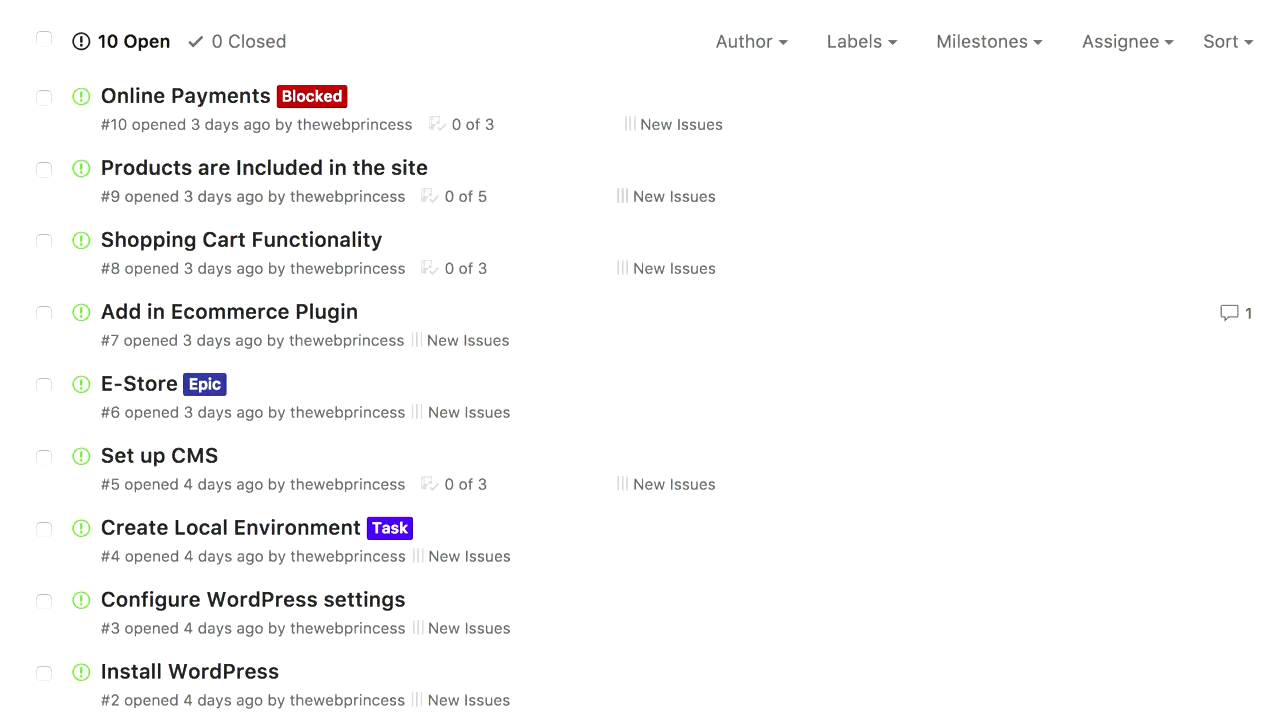 10 Open 0 Closed Author Labels Milestones Assignee Sort
Online Payments Blocked
#10 opened 3 days ago by thewebprincess 0 of 3 New Issues
Products are Included in the site
#9 opened 3 days ago by thewebprincess 0 of 5 New Issues
Shopping Cart Functionality
#8 opened 3 days ago by thewebprincess 0 of 3 New Issues
Add in Ecommerce Plugin 1
#7 opened 3 days ago by thewebprincess New Issues
E-Store Epic
#6 opened 3 days ago by thewebprincess New Issues
Set up CMS
#5 opened 4 days ago by thewebprincess 0 of 3 New Issues
Create Local Environment Task
#4 opened 4 days ago by thewebprincess New Issues
Configure WordPress settings
#3 opened 4 days ago by thewebprincess New Issues
Install WordPress
#2 opened 4 days ago by thewebprincess New Issues